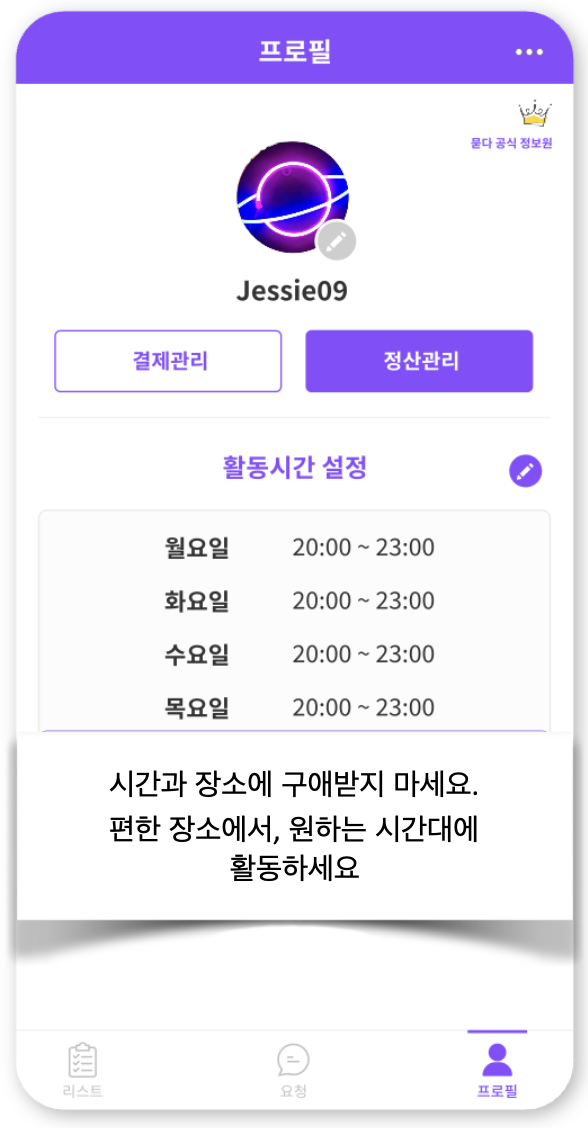 프로필
묻다 공식 정보원
Jessie09
결제관리
정산관리
활동시간 설정
월요일 20:00 ~ 23:00
화요일 20:00 ~ 23:00
수요일 20:00 ~ 23:00
목요일 20:00 ~ 23:00
시간과 장소에 구애받지 마세요.
편한 장소에서, 원하는 시간대에
활동하세요
리스트
요청
프로필